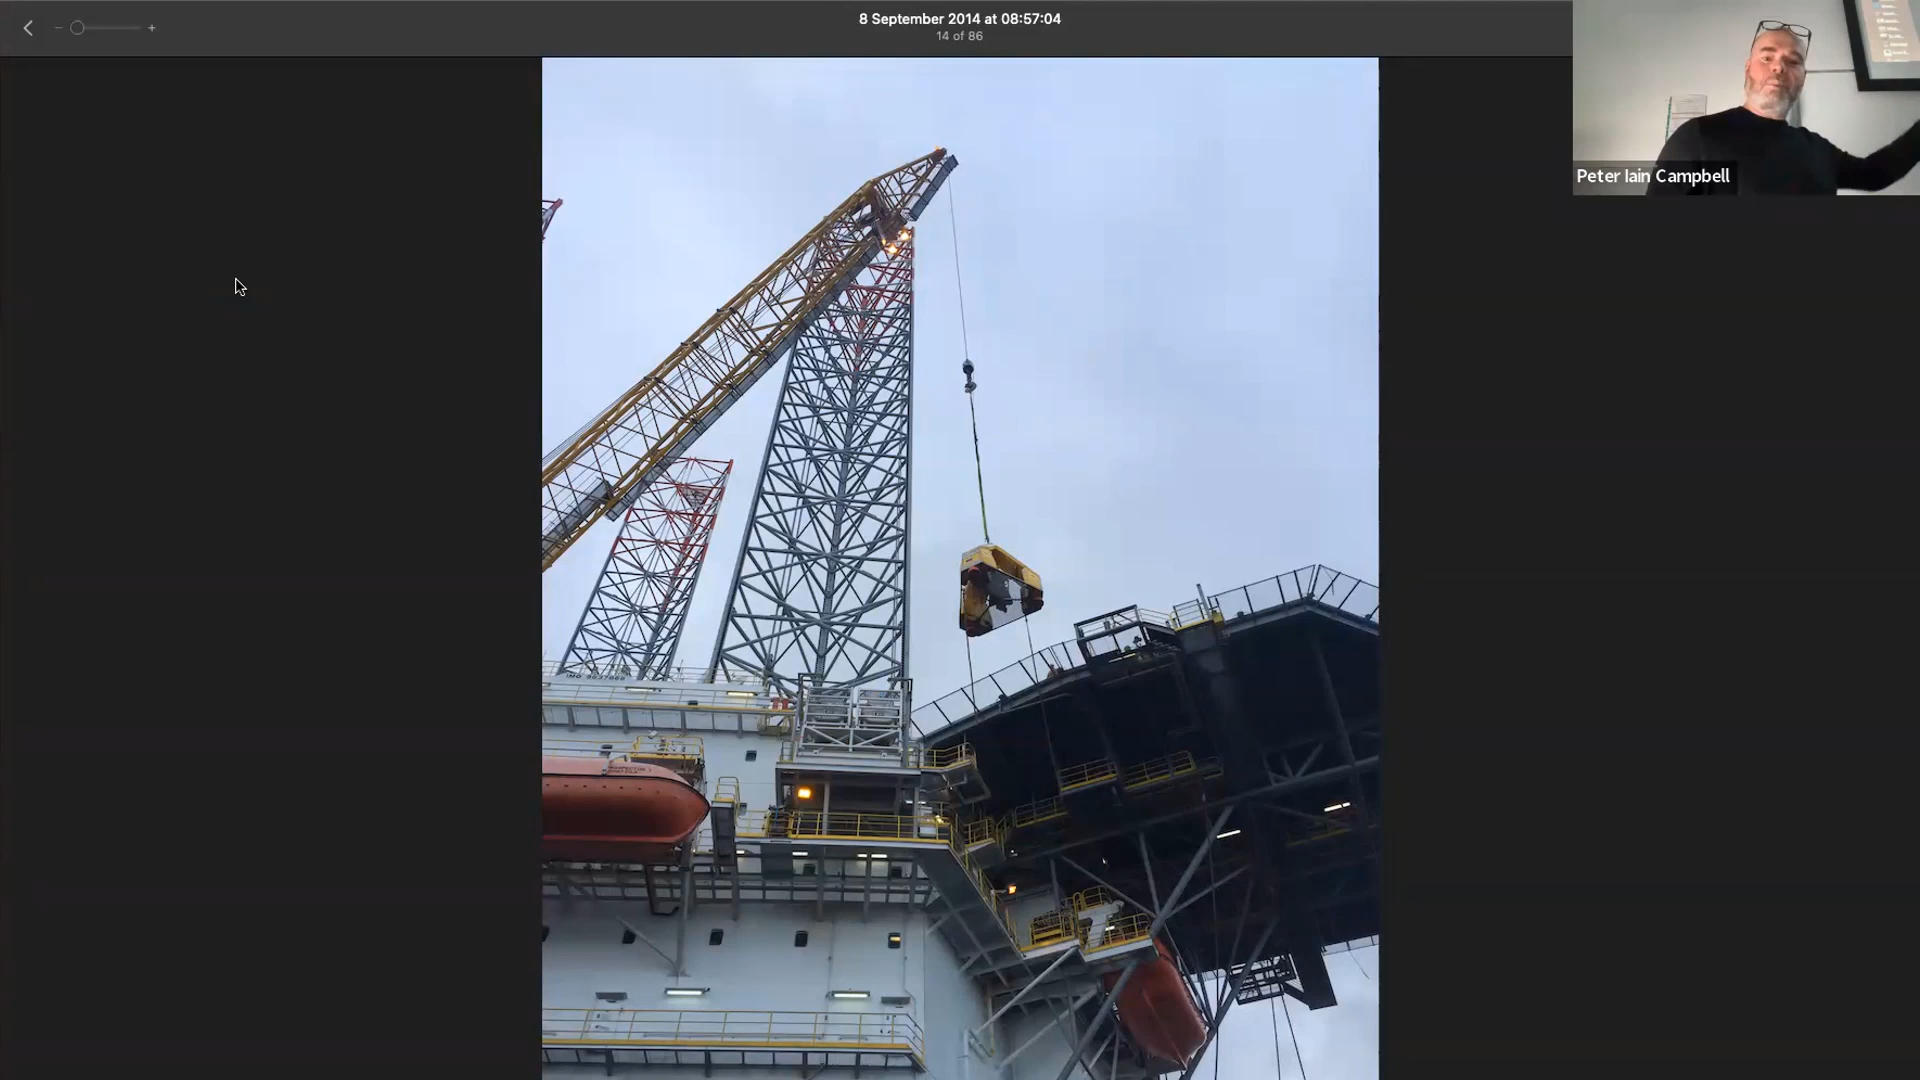 8 September 2014 at 08:57:04
14 of 86
Peter Iain Campbell